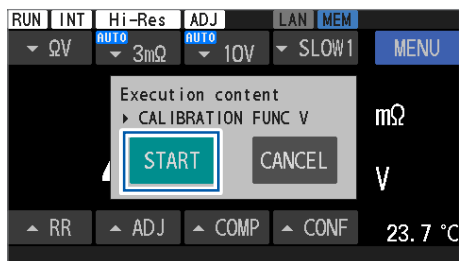 RUN INT Hi-Res ADJ LAN MEM
ΩV AUTO 3mΩ AUTO 10V SLOW1 MENU
Execution content
CALIBRATION FUNC V
mΩ
START CANCEL
V
RR ADJ COMP CONF 23.7 °C